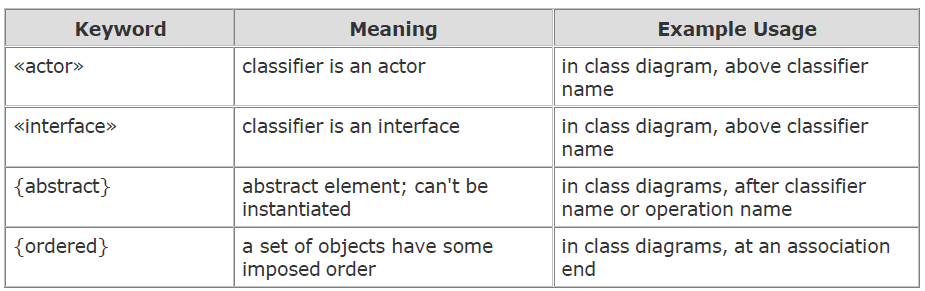 Keyword Meaning Example Usage
«actor» classifier is an actor in class diagram, above classifier
name
«interface» classifier is an interface in class diagram, above classifier
name
{abstract} abstract element; can't be in class diagrams, after classifier
instantiated name or operation name
{ordered} a set of objects have some in class diagrams, at an association
imposed order end